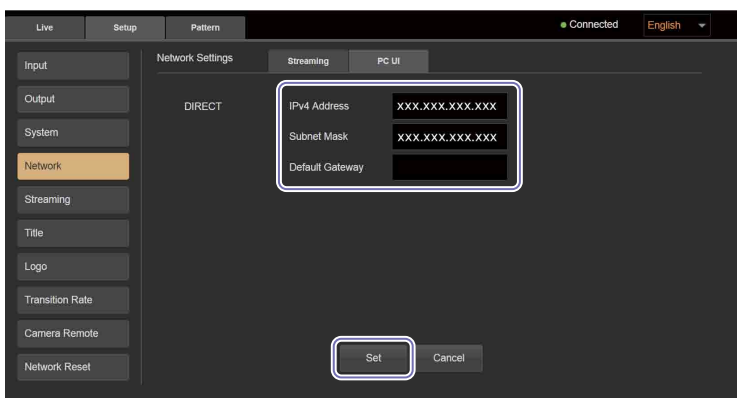 Live Setup Pattern Connected English
Network Settings Streaming PC UI
Input
Output
System
Network
Streaming
Title
Logo
Transition Rate
Camera Remote
Network Reset
DIRECT
IPv4 Address xxx.xxx.xxx.xxx
Subnet Mask xxx.xxx.xxx.xxx
Default Gateway
Set Cancel